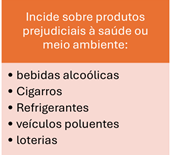 Incide sobre produtos
prejudiciais à saúde ou
meio ambiente:
• bebidas alcoólicas
• Cigarros
• Refrigerantes
• veículos poluentes
• loterias